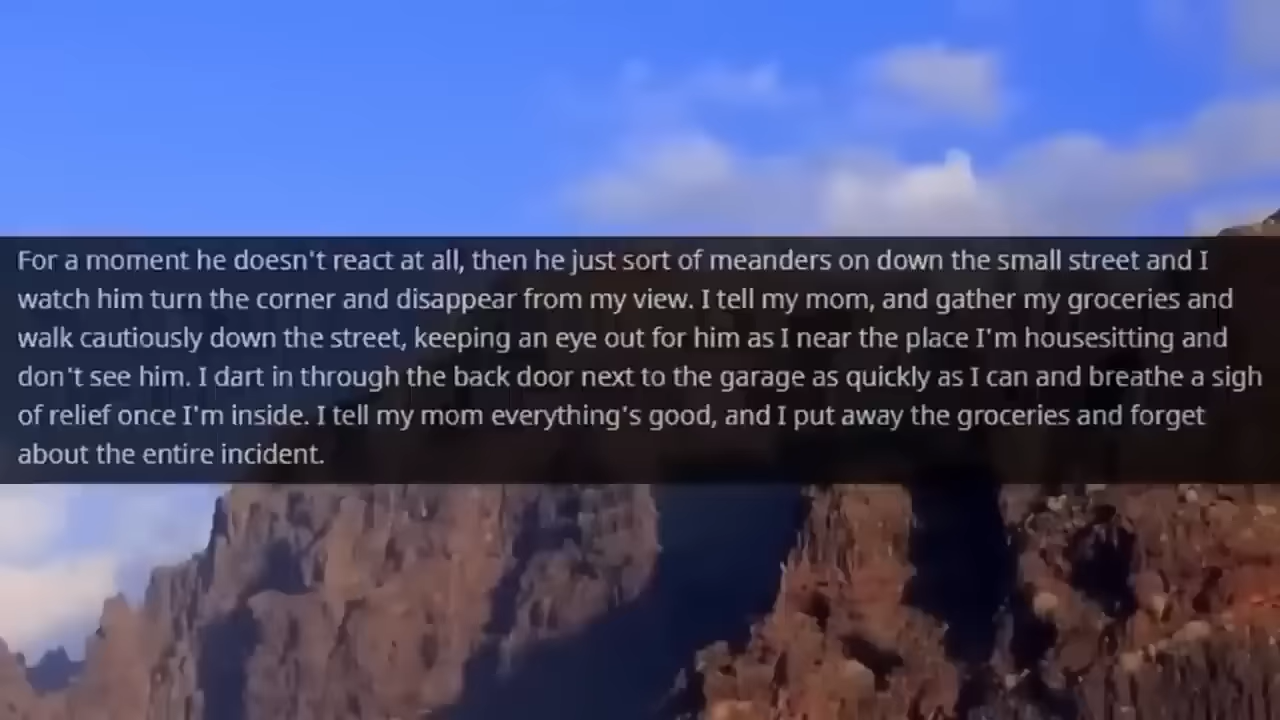 For a moment he doesn't react at all, then he just sort of meanders on down the small street and I
watch him turn the corner and disappear from my view. I tell my mom, and gather my groceries and
walk cautiously down the street, keeping an eye out for him as I near the place I'm housesitting and
don't see him. I dart in through the back door next to the garage as quickly as I can and breathe a sigh
of relief once I'm inside. I tell my mom everything's good, and I put away the groceries and forget
about the entire incident.